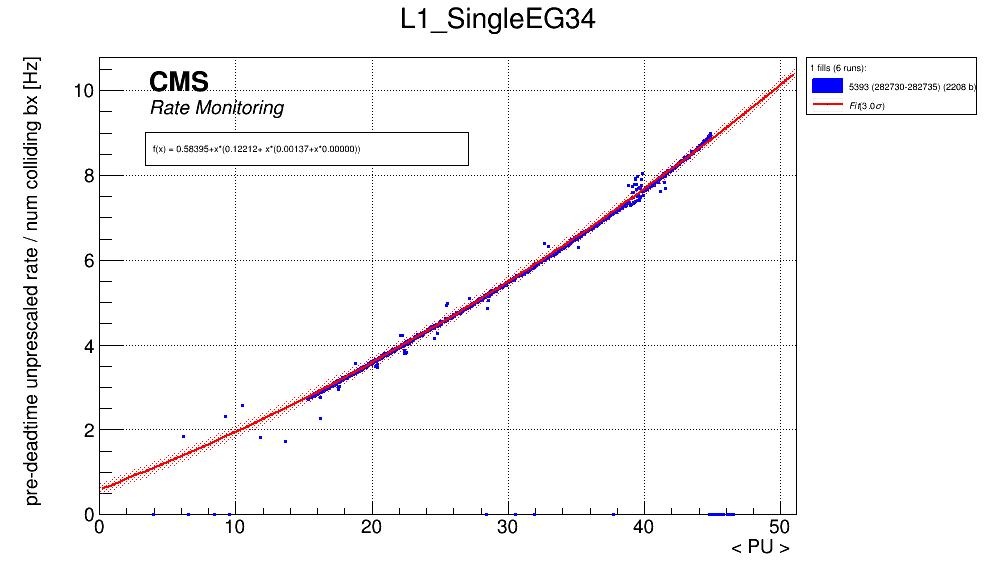 L1_SingleEG34
pre-deadtime unprescaled rate / num colliding bx [Hz]
CMS
Rate Monitoring
f(x) = 0.58395+x*(0.12212+ x*(0.00137+x*0.00000))
10
8
6
4
2
0
0 10 20 30 40 50
< PU >
1 fills (6 runs):
5393 (282730-282735) (2208 b)
Fit(3.0σ)